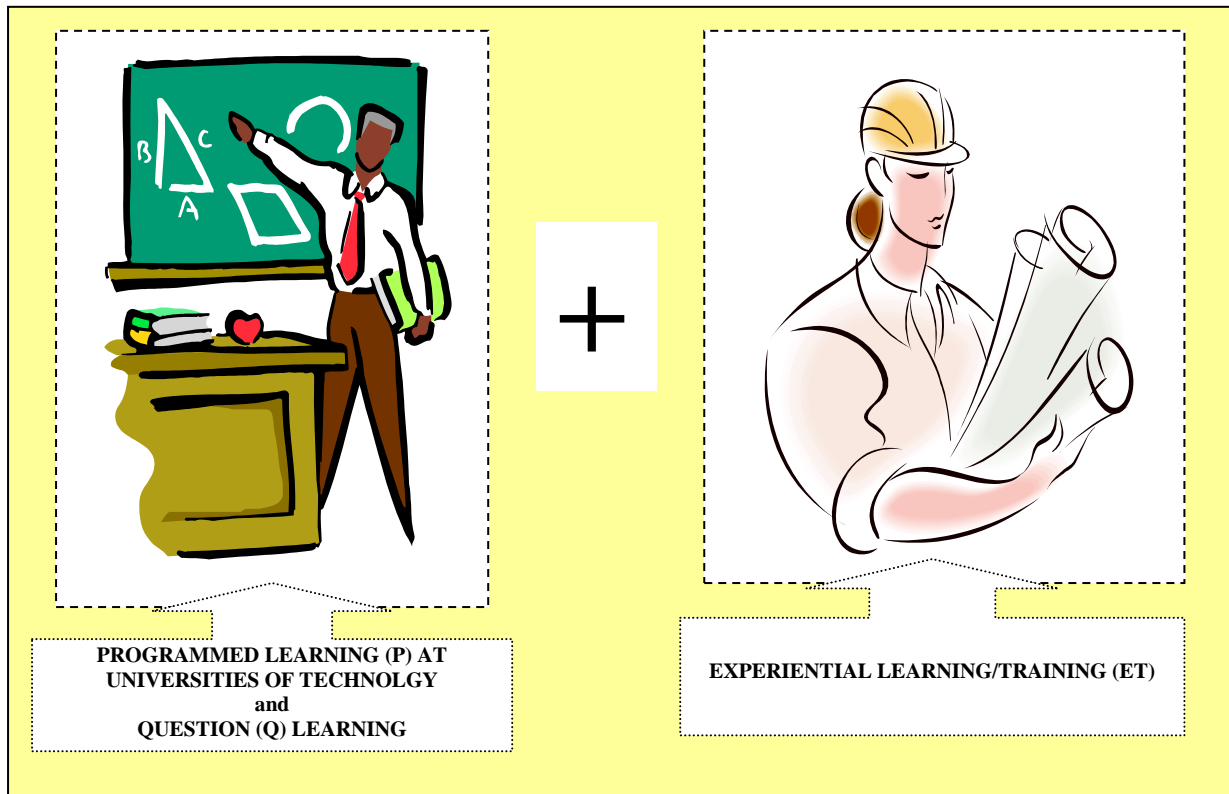 B
C
A
+
PROGRAMMED LEARNING (P) AT
UNIVERSITIES OF TECHNOLGY
and
QUESTION (Q) LEARNING
EXPERIENTIAL LEARNING/TRAINING (ET)